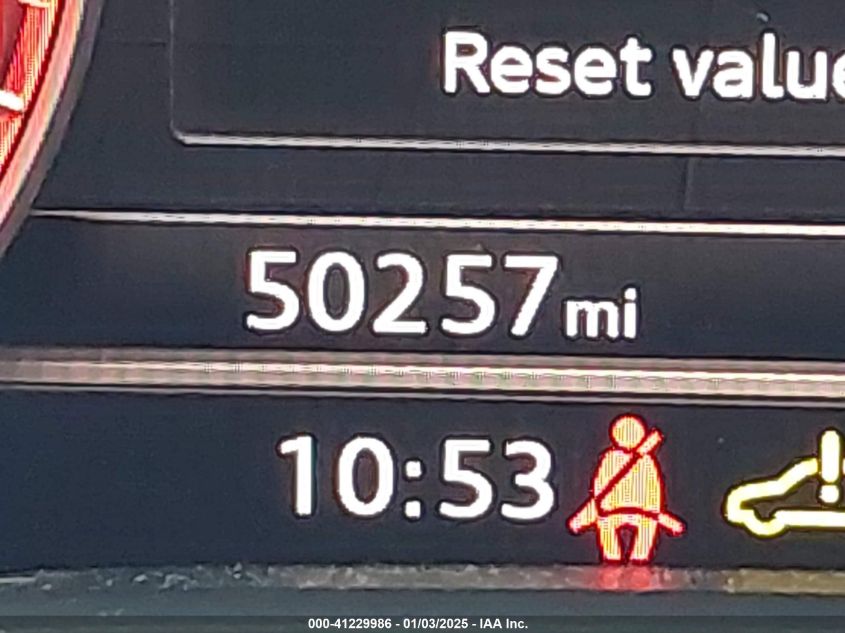 Reset value
50257 mi
10:53
000-41229986 - 01/03/2025 - IAA Inc.